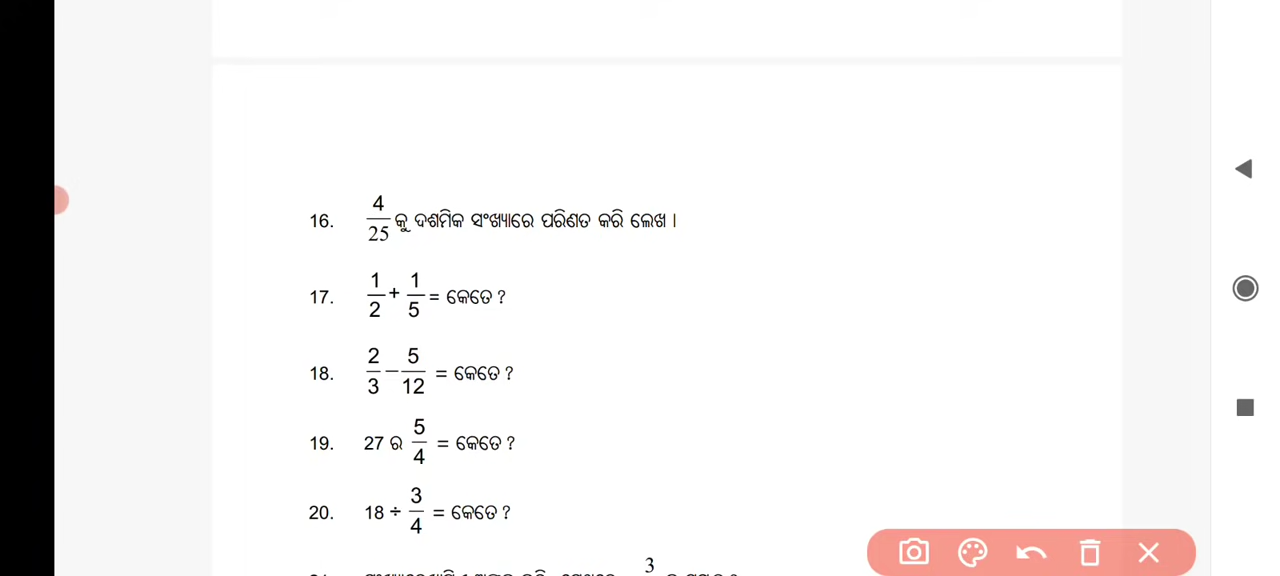 16. 4/25 କୁ ଦଶମିକ ସଂଖ୍ୟାରେ ପରିଣତ କରି ଲେଖ ।
17. 1/2 + 1/5 = କେତେ ?
18. 2/3 − 5/12 = କେତେ ?
19. 27 ର 5/4 = କେତେ ?
20. 18 ÷ 3/4 = କେତେ ?
3